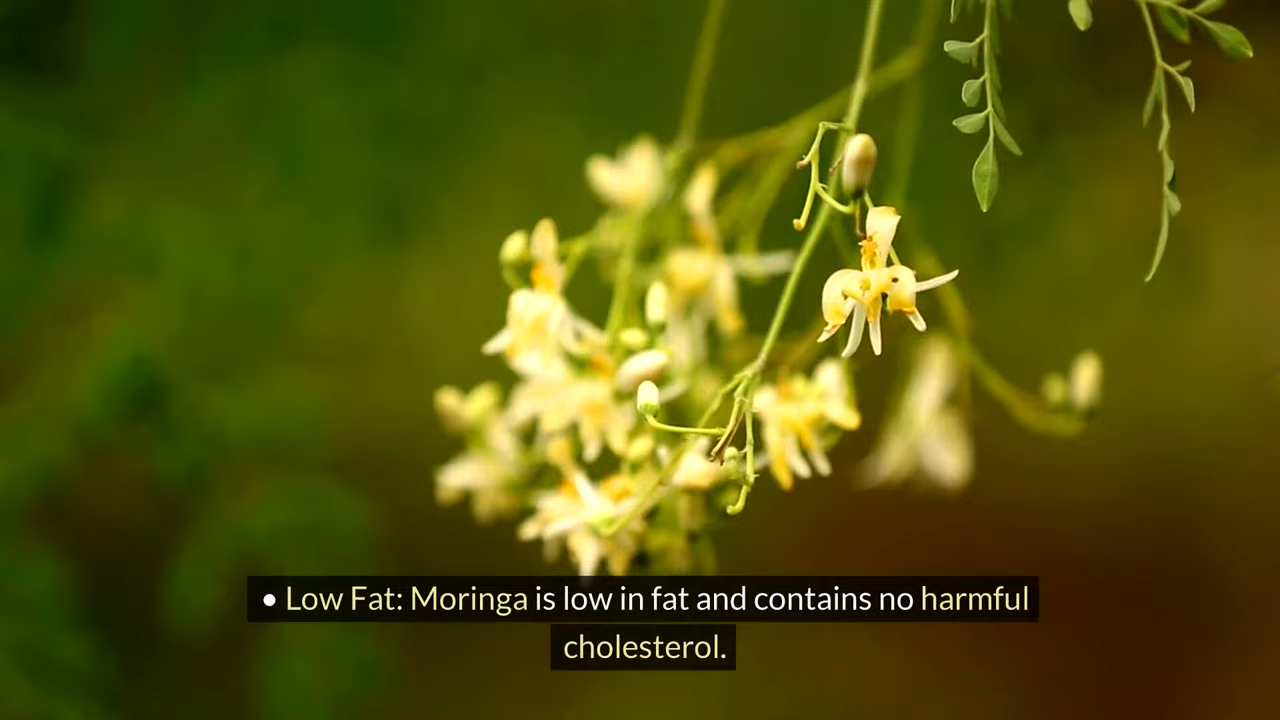 • Low Fat: Moringa is low in fat and contains no harmful
cholesterol.